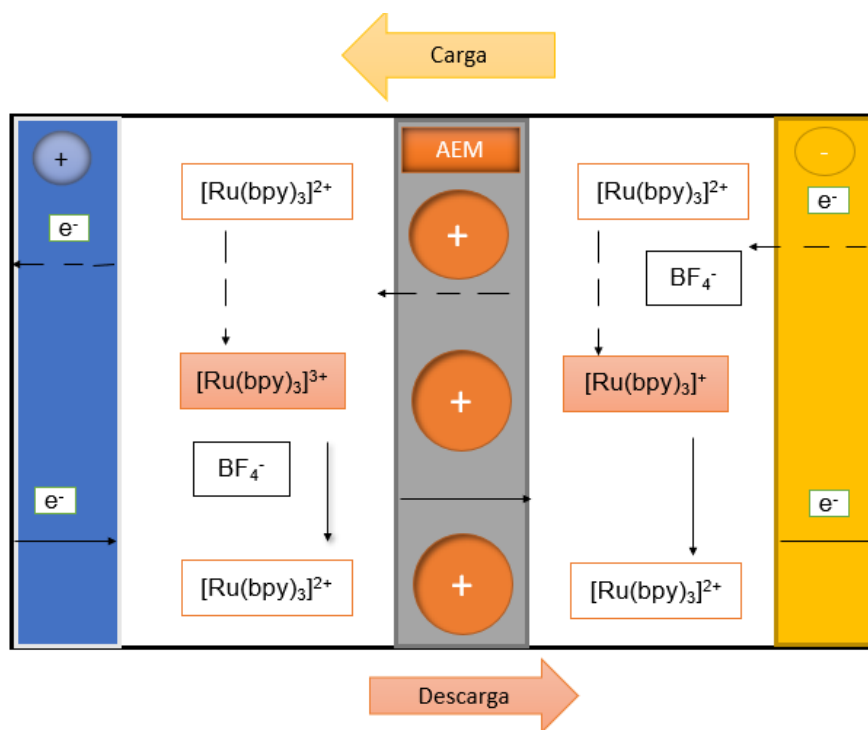 Carga
+
AEM
-
[Ru(bpy)₃]²⁺
[Ru(bpy)₃]²⁺
e⁻
+
e⁻
BF₄⁻
[Ru(bpy)₃]³⁺
+
[Ru(bpy)₃]⁺
BF₄⁻
e⁻
e⁻
[Ru(bpy)₃]²⁺
+
[Ru(bpy)₃]²⁺
Descarga